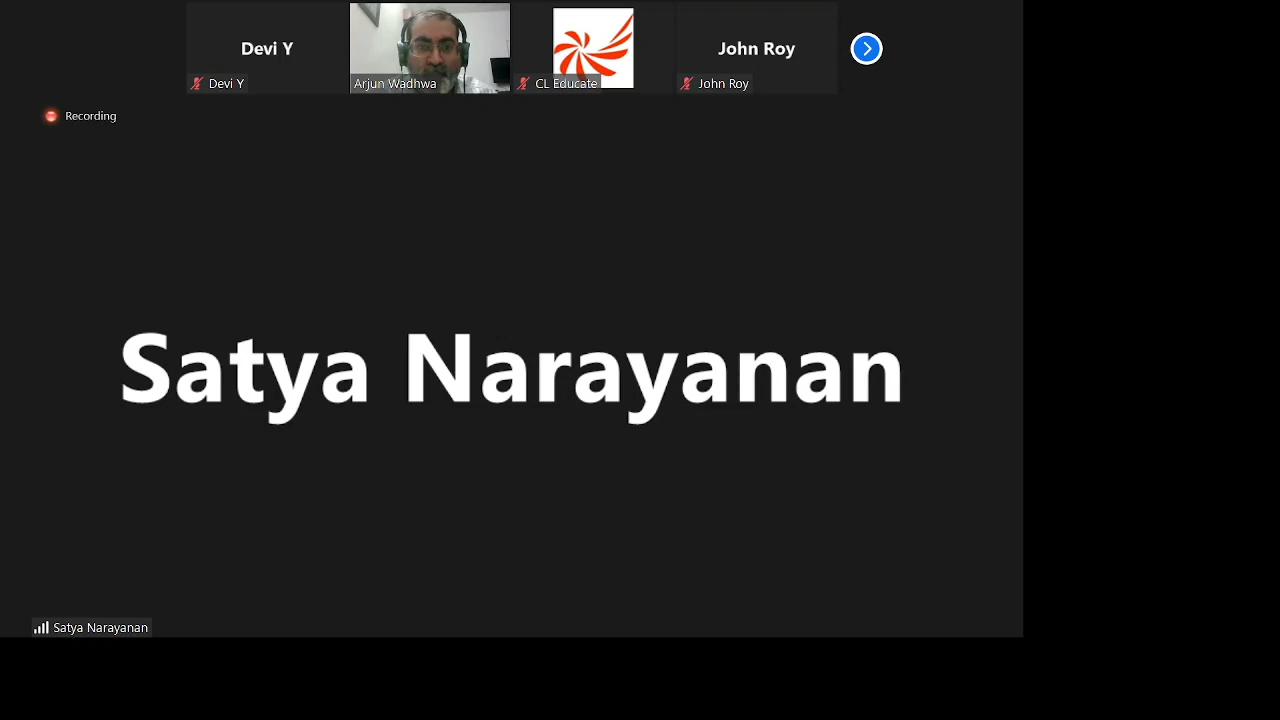 Devi Y
John Roy
Devi Y
Arjun Wadhwa
CL Educate
John Roy
Recording
Satya Narayanan
Satya Narayanan